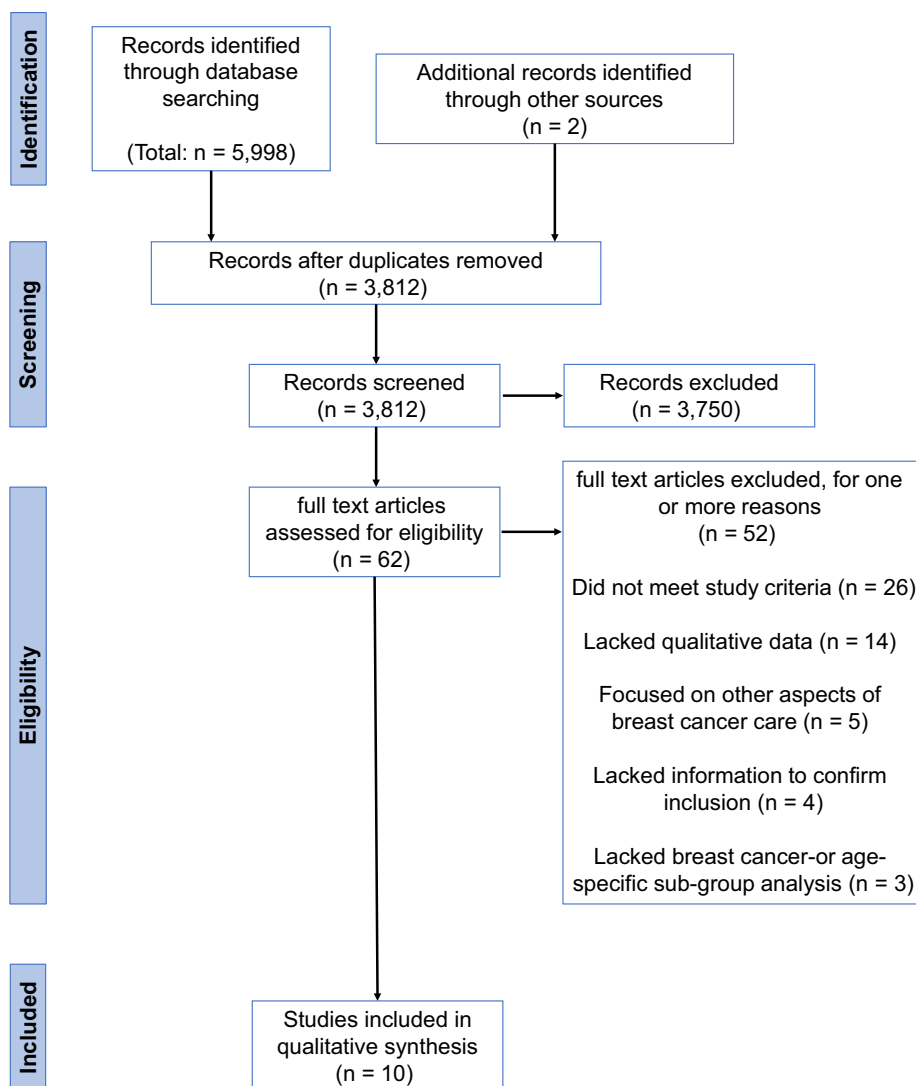 Identification
Records identified
through database
searching
(Total: n = 5,998)
Additional records identified
through other sources
(n = 2)
Screening
Records after duplicates removed
(n = 3,812)
Records screened
(n = 3,812)
Records excluded
(n = 3,750)
Eligibility
full text articles
assessed for eligibility
(n = 62)
full text articles excluded, for one
or more reasons
(n = 52)
Did not meet study criteria (n = 26)
Lacked qualitative data (n = 14)
Focused on other aspects of
breast cancer care (n = 5)
Lacked information to confirm
inclusion (n = 4)
Lacked breast cancer-or age-
specific sub-group analysis (n = 3)
Included
Studies included in
qualitative synthesis
(n = 10)